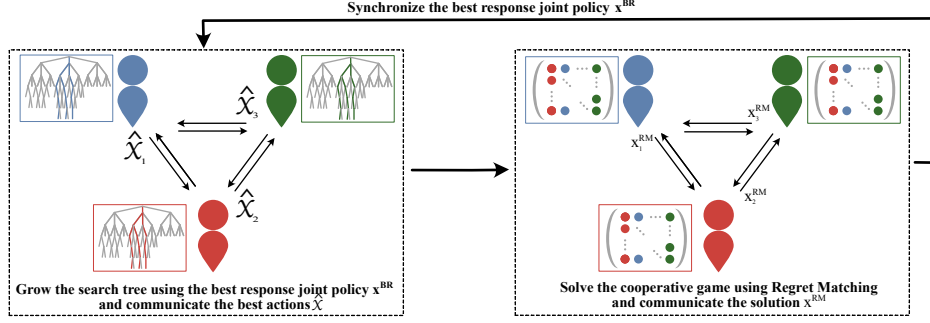 Synchronize the best response joint policy x^BR
x̂₁
x̂₃
x̂₂
Grow the search tree using the best response joint policy x^BR
and communicate the best actions x̂
x₁^RM
x₃^RM
x₂^RM
Solve the cooperative game using Regret Matching
and communicate the solution x^RM